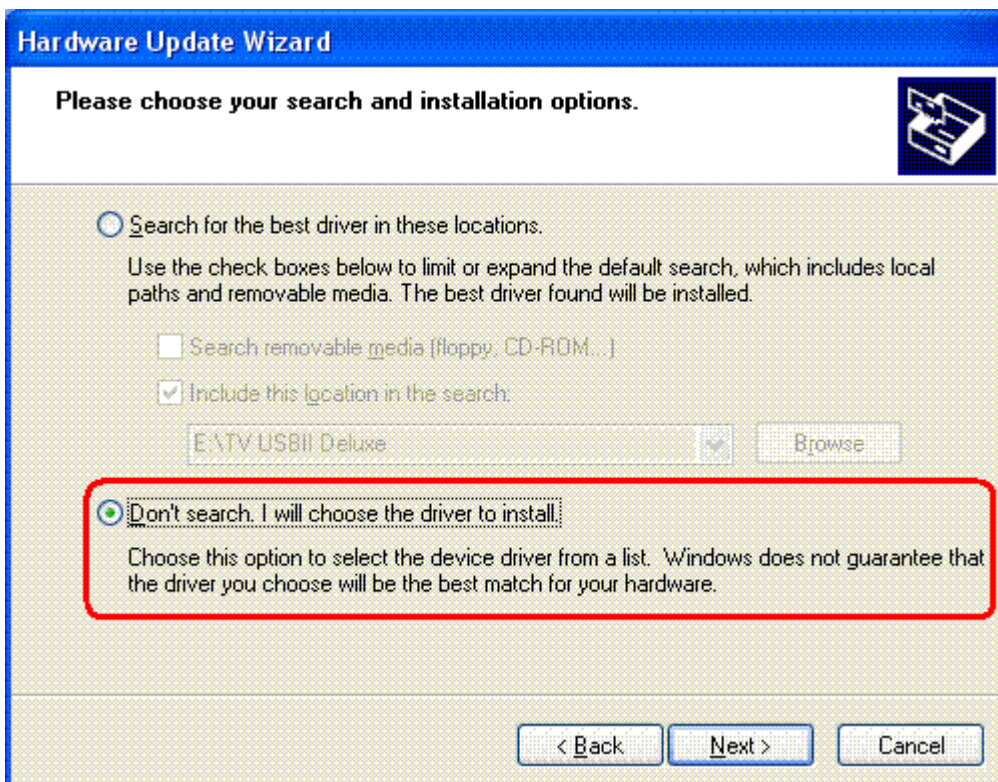 Hardware Update Wizard
Please choose your search and installation options.
Search for the best driver in these locations.
Use the check boxes below to limit or expand the default search, which includes local
paths and removable media. The best driver found will be installed.
Search removable media (floppy, CD-ROM...)
Include this location in the search:
E:\TV USBII Deluxe
Browse
Don't search. I will choose the driver to install.
Choose this option to select the device driver from a list. Windows does not guarantee that
the driver you choose will be the best match for your hardware.
< Back
Next >
Cancel